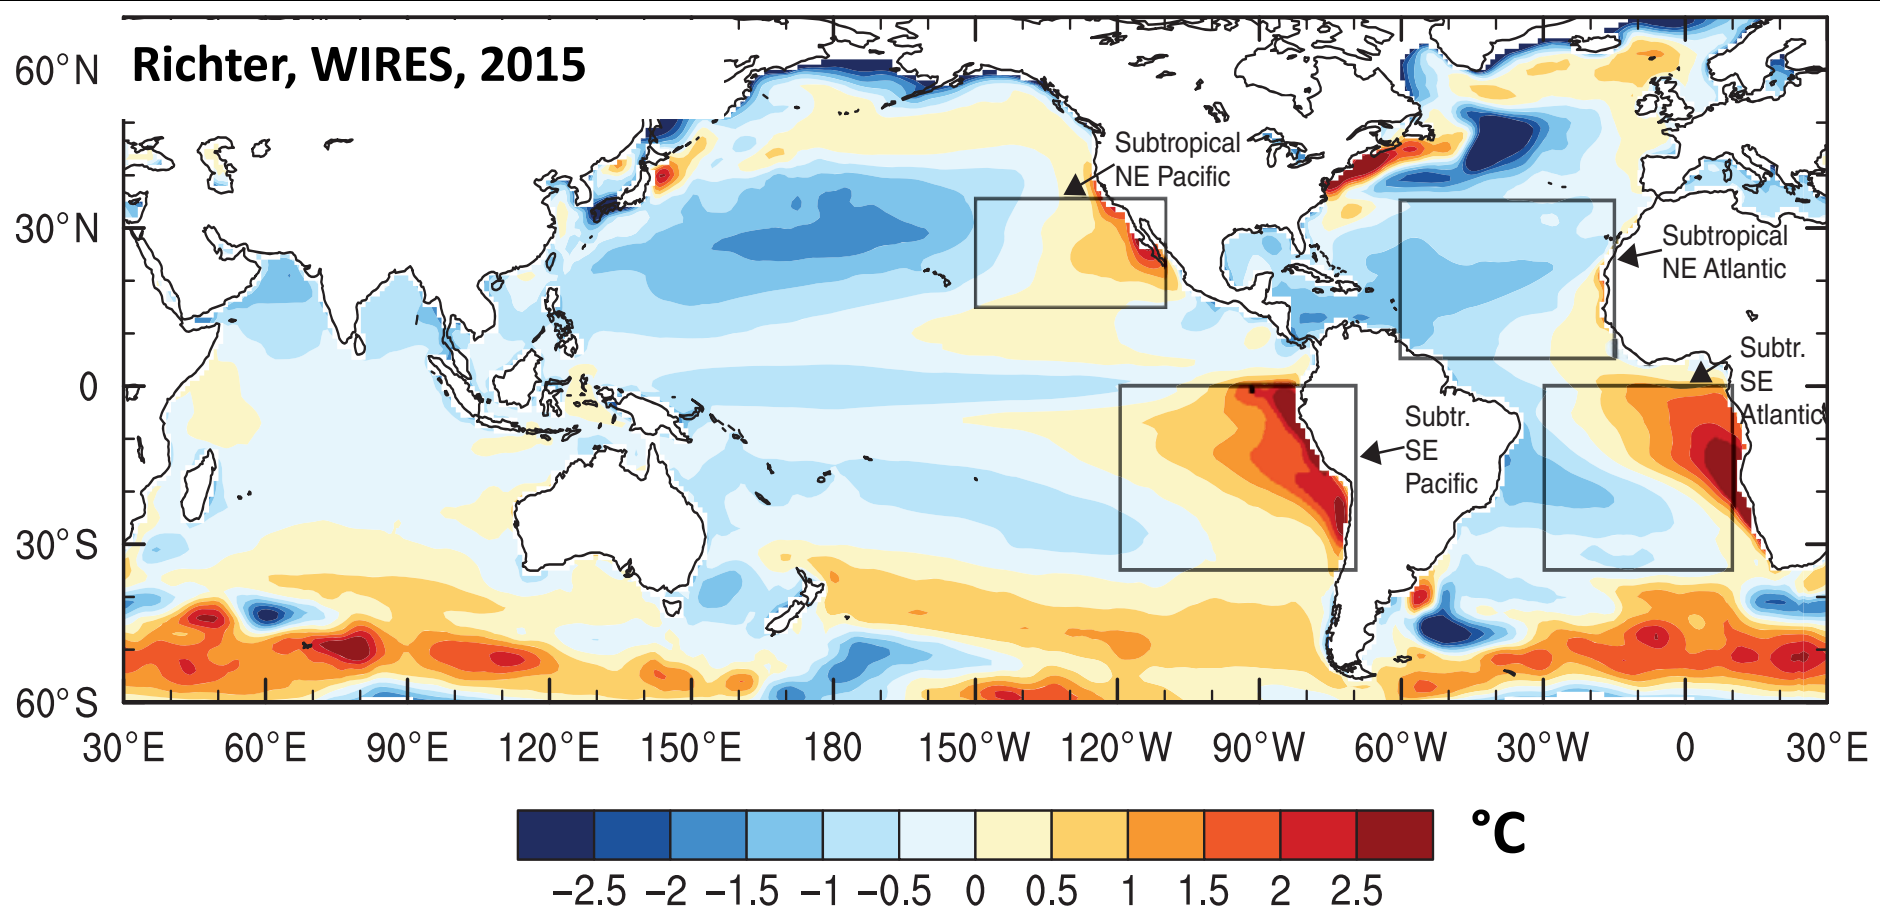 Richter, WIRES, 2015
60°N
30°N
0
30°S
60°S
Subtropical
NE Pacific
Subtropical
NE Atlantic
Subtr.
SE
Atlantic
Subtr.
SE
Pacific
30°E 60°E 90°E 120°E 150°E 180 150°W 120°W 90°W 60°W 30°W 0 30°E
°C
−2.5 −2 −1.5 −1 −0.5 0 0.5 1 1.5 2 2.5